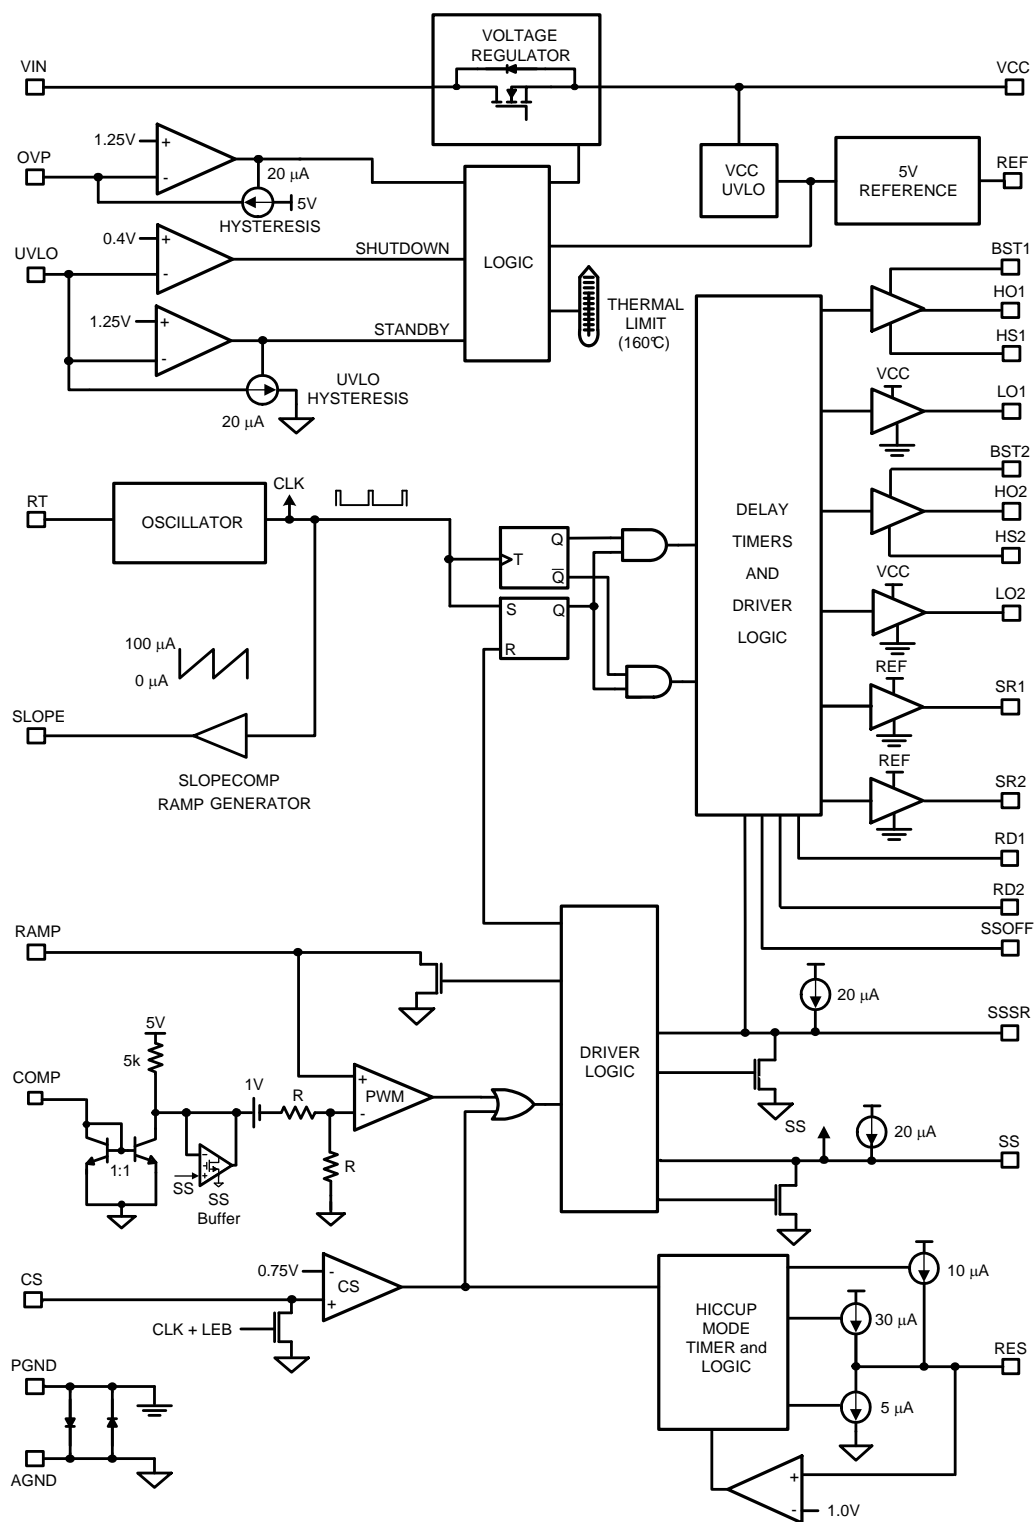 VOLTAGE
REGULATOR
VIN
VCC
1.25V
+
-
OVP
20 µA
5V
HYSTERESIS
VCC
UVLO
5V
REFERENCE
REF
0.4V
+
-
UVLO
SHUTDOWN
LOGIC
1.25V
+
-
STANDBY
THERMAL
LIMIT
(160°C)
UVLO
HYSTERESIS
20 µA
BST1
HO1
HS1
VCC
LO1
BST2
HO2
HS2
VCC
LO2
REF
SR1
REF
SR2
RD1
RD2
SSOFF
DELAY
TIMERS
AND
DRIVER
LOGIC
RT
OSCILLATOR
CLK
T
Q
Q̅
S
Q
R
100 µA
0 µA
SLOPE
SLOPECOMP
RAMP GENERATOR
RAMP
5V
5k
COMP
1:1
SS
-
+
SS
Buffer
1V
R
R
+
PWM
-
DRIVER
LOGIC
20 µA
SSSR
SS
20 µA
SS
0.75V
-
CS
+
CS
CLK + LEB
HICCUP
MODE
TIMER and
LOGIC
10 µA
30 µA
RES
5 µA
+
-
1.0V
PGND
AGND